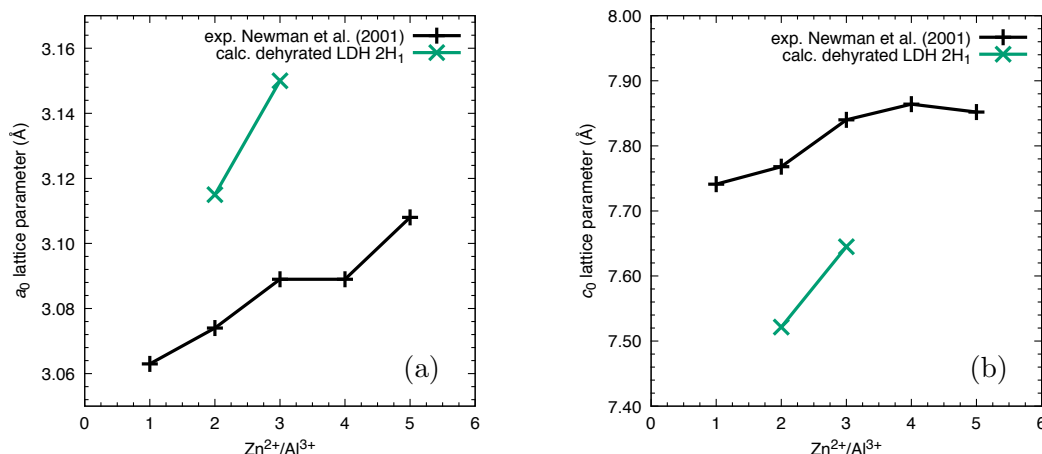 exp. Newman et al. (2001)
calc. dehyrated LDH 2H₁
a₀ lattice parameter (Å)
3.16
3.14
3.12
3.10
3.08
3.06
(a)
0 1 2 3 4 5 6
Zn²⁺/Al³⁺
exp. Newman et al. (2001)
calc. dehyrated LDH 2H₁
c₀ lattice parameter (Å)
8.00
7.90
7.80
7.70
7.60
7.50
7.40
(b)
0 1 2 3 4 5 6
Zn²⁺/Al³⁺